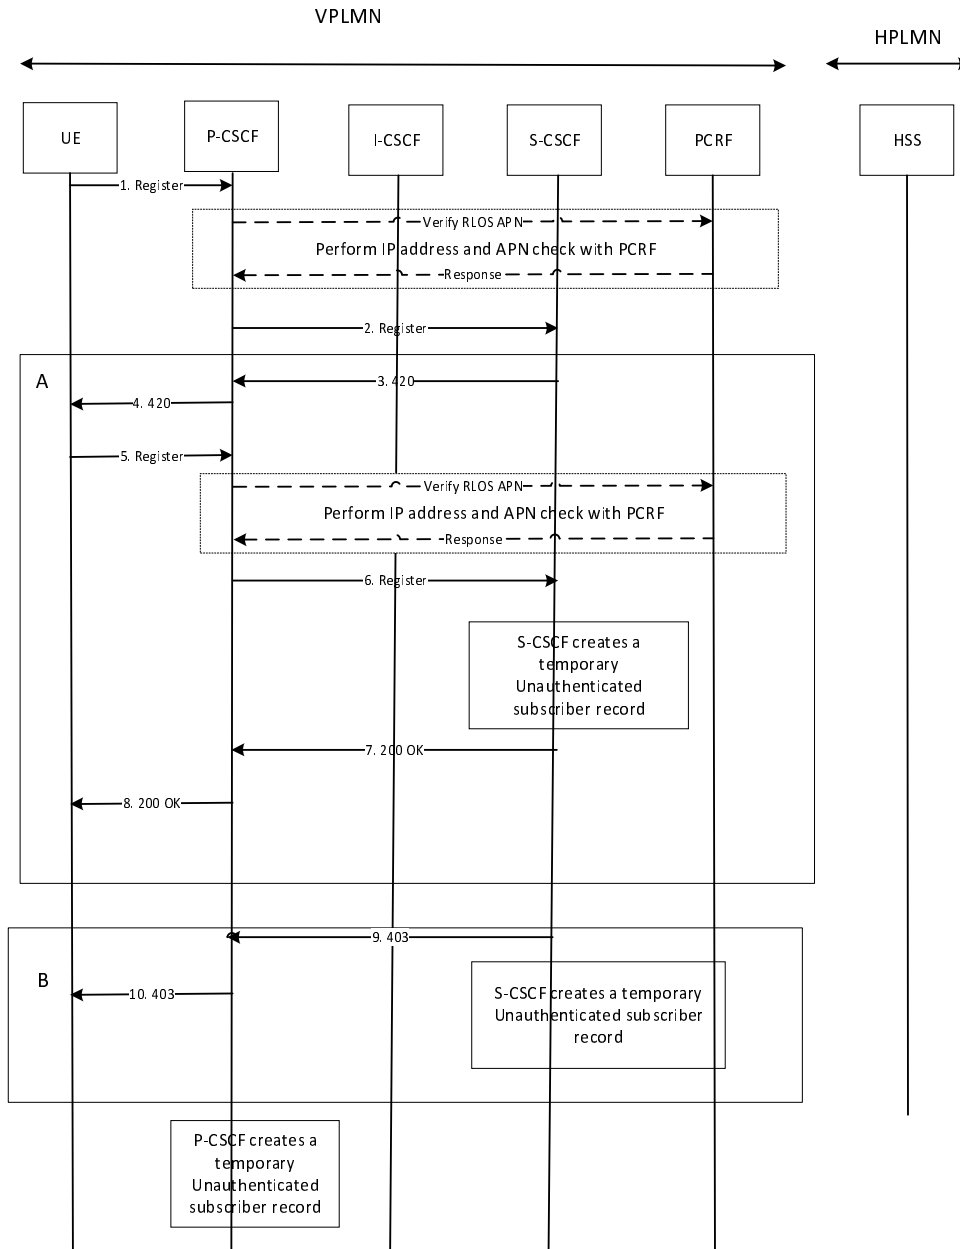 VPLMN
HPLMN
UE
P-CSCF
I-CSCF
S-CSCF
PCRF
HSS
1. Register
Verify RLOS APN
Perform IP address and APN check with PCRF
Response
2. Register
A
3. 420
4. 420
5. Register
Verify RLOS APN
Perform IP address and APN check with PCRF
Response
6. Register
S-CSCF creates a
temporary
Unauthenticated
subscriber record
7. 200 OK
8. 200 OK
9. 403
B
10. 403
S-CSCF creates a temporary
Unauthenticated subscriber
record
P-CSCF creates a
temporary
Unauthenticated
subscriber record